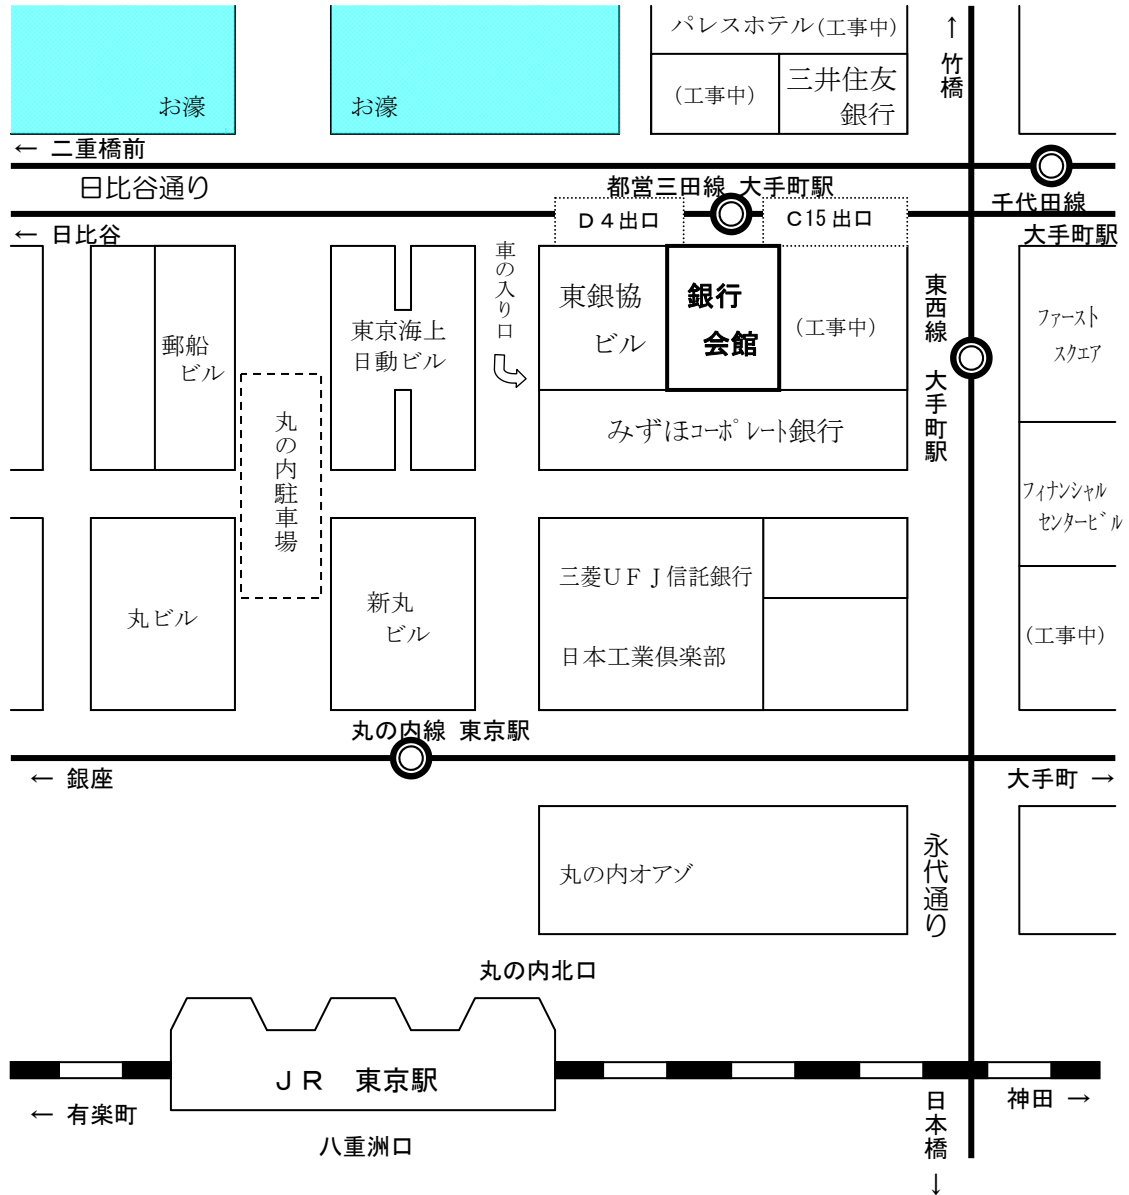 パレスホテル(工事中)
↑
竹橋
お濠
お濠
(工事中)
三井住友
銀行
← 二重橋前
日比谷通り
都営三田線 大手町駅
千代田線
大手町駅
← 日比谷
D4出口
C15出口
車の入り口
東銀協
ビル
銀行
会館
(工事中)
東西線 大手町駅
ファースト
スクエア
郵船
ビル
東京海上
日動ビル
丸の内駐車場
みずほコーポレート銀行
フィナンシャル
センタービル
丸ビル
新丸
ビル
三菱UFJ信託銀行
日本工業倶楽部
(工事中)
丸の内線 東京駅
← 銀座
大手町 →
丸の内オアゾ
永代通り
丸の内北口
JR 東京駅
← 有楽町
八重洲口
日本橋
↓
神田 →